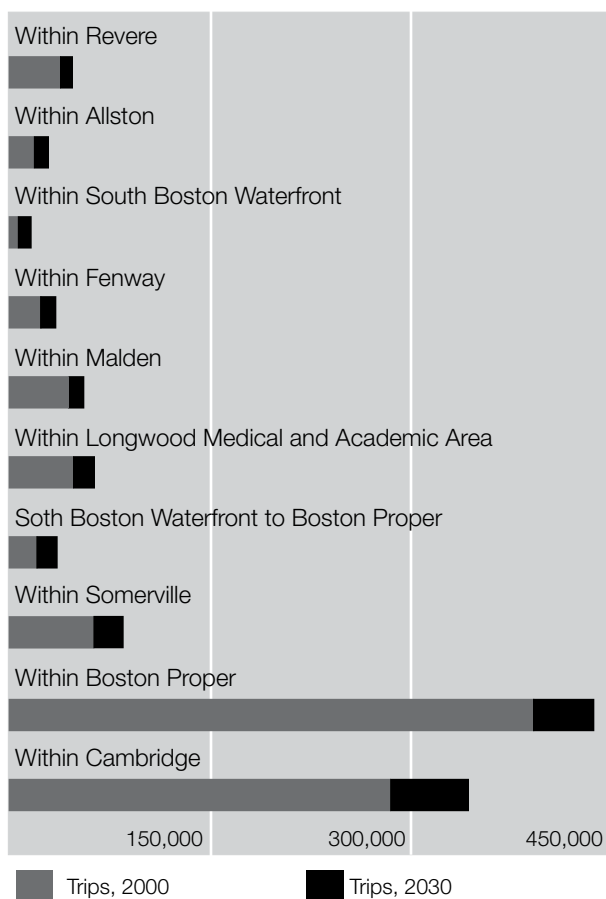 Within Revere
Within Allston
Within South Boston Waterfront
Within Fenway
Within Malden
Within Longwood Medical and Academic Area
Soth Boston Waterfront to Boston Proper
Within Somerville
Within Boston Proper
Within Cambridge
150,000 300,000 450,000
Trips, 2000 Trips, 2030